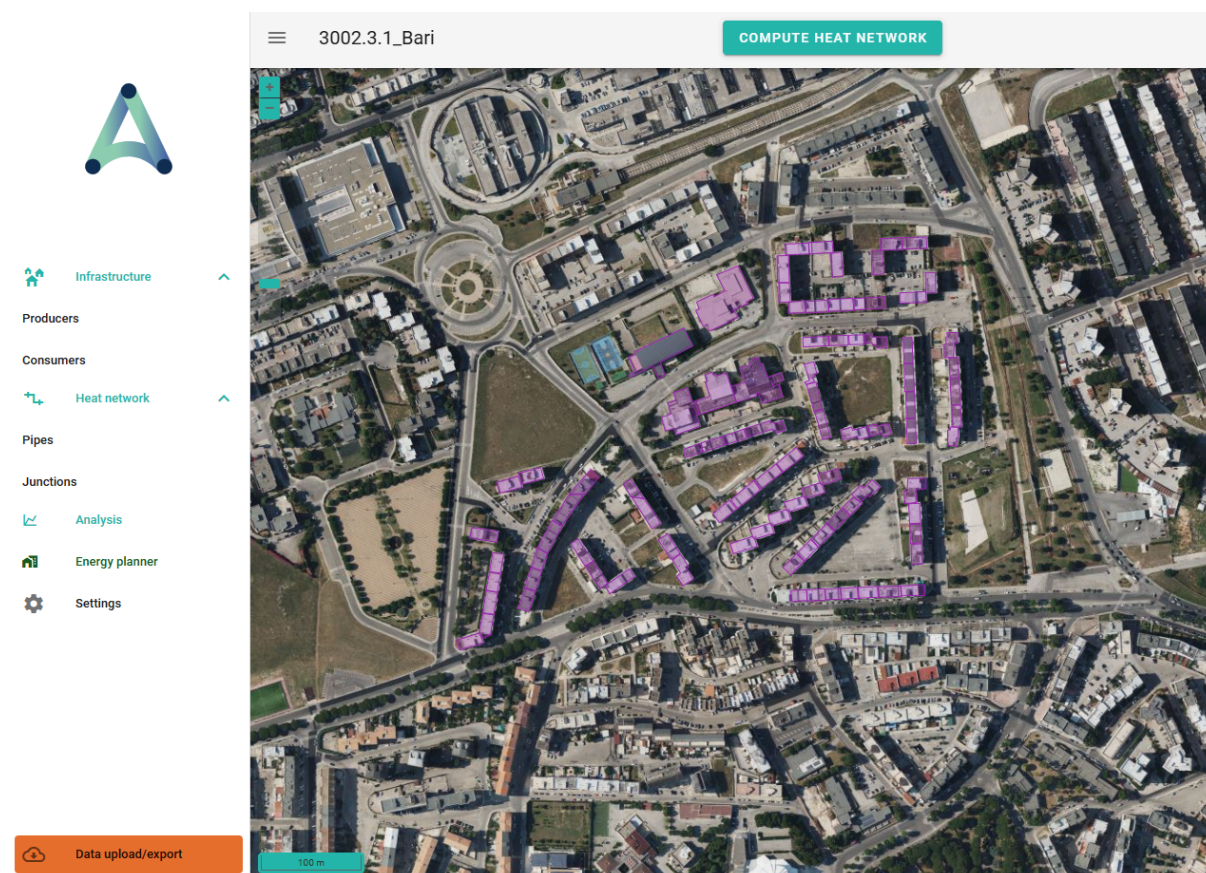 3002.3.1_Bari
COMPUTE HEAT NETWORK
+
−
Infrastructure
Producers
Consumers
Heat network
Pipes
Junctions
Analysis
Energy planner
Settings
Data upload/export
100 m